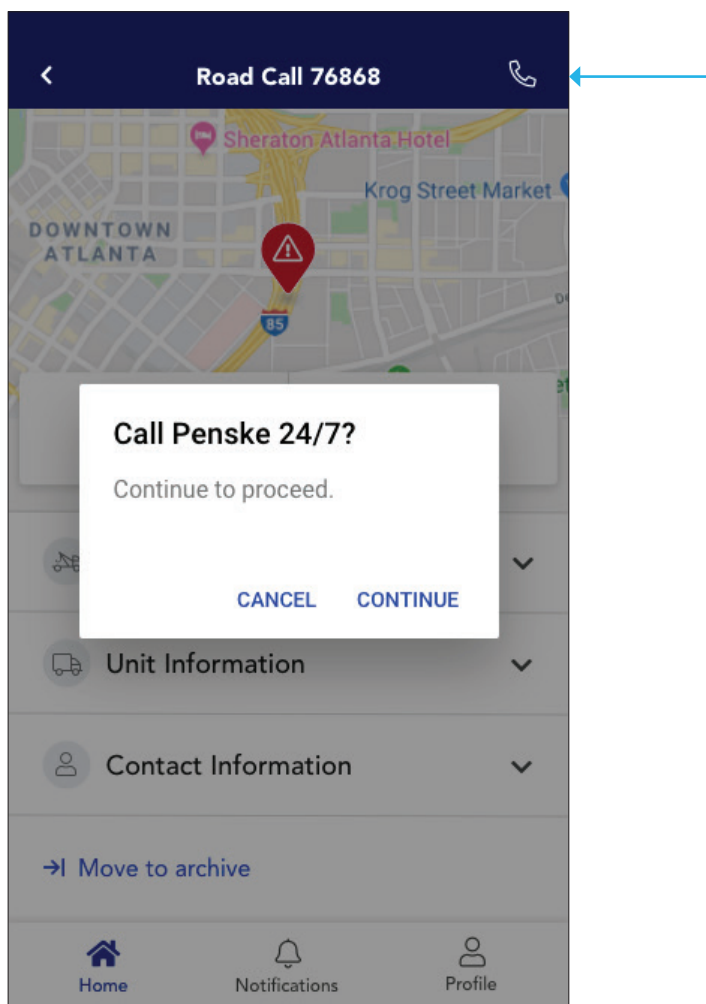 Road Call 76868
Sheraton Atlanta Hotel
Krog Street Market
DOWNTOWN
ATLANTA
85
Call Penske 24/7?
Continue to proceed.
CANCEL CONTINUE
Unit Information
Contact Information
Move to archive
Home Notifications Profile